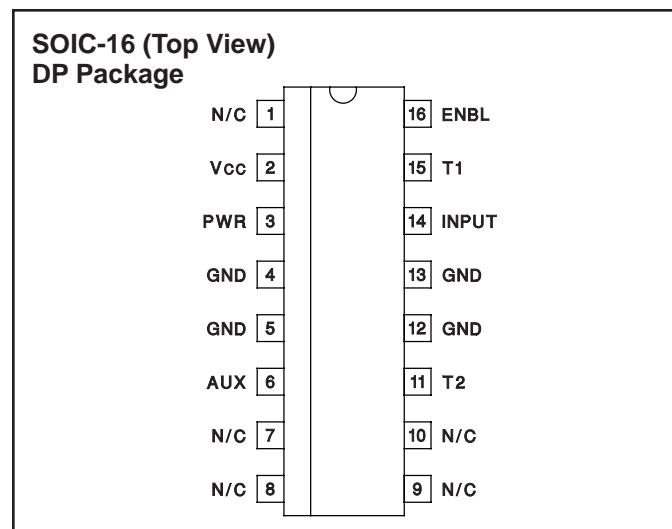 SOIC-16 (Top View)
DP Package
N/C 1 16 ENBL
Vcc 2 15 T1
PWR 3 14 INPUT
GND 4 13 GND
GND 5 12 GND
AUX 6 11 T2
N/C 7 10 N/C
N/C 8 9 N/C